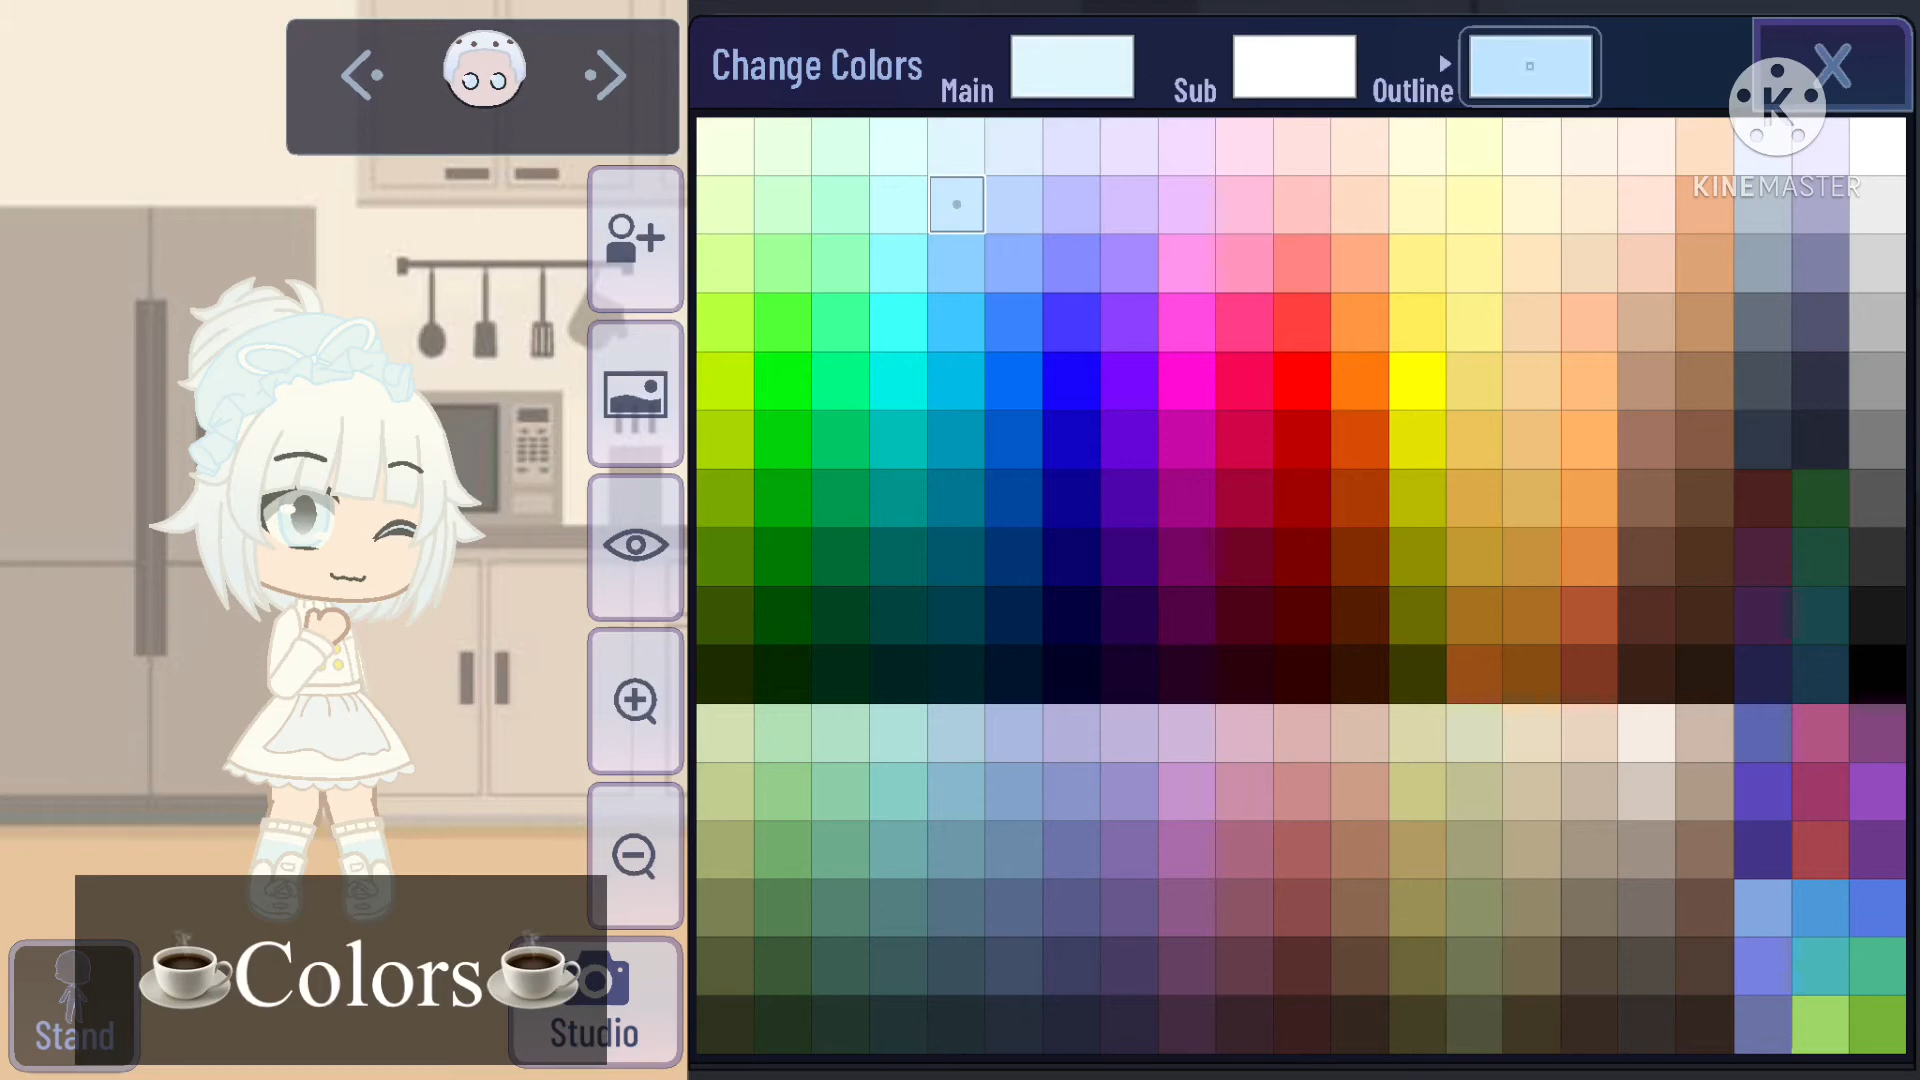 Change Colors
Main
Sub
Outline
X
K
KINEMASTER
Colors
Stand
Studio